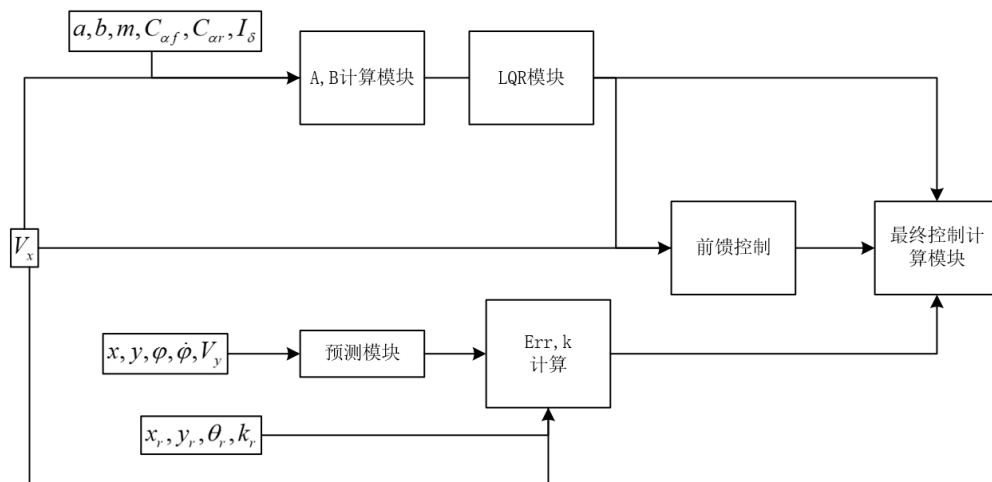 a,b,m,C_{αf},C_{αr},I_δ
A,B计算模块
LQR模块
V_x
前馈控制
最终控制计
算模块
x,y,φ,φ̇,V_y
预测模块
Err,k
计算
x_r,y_r,θ_r,k_r